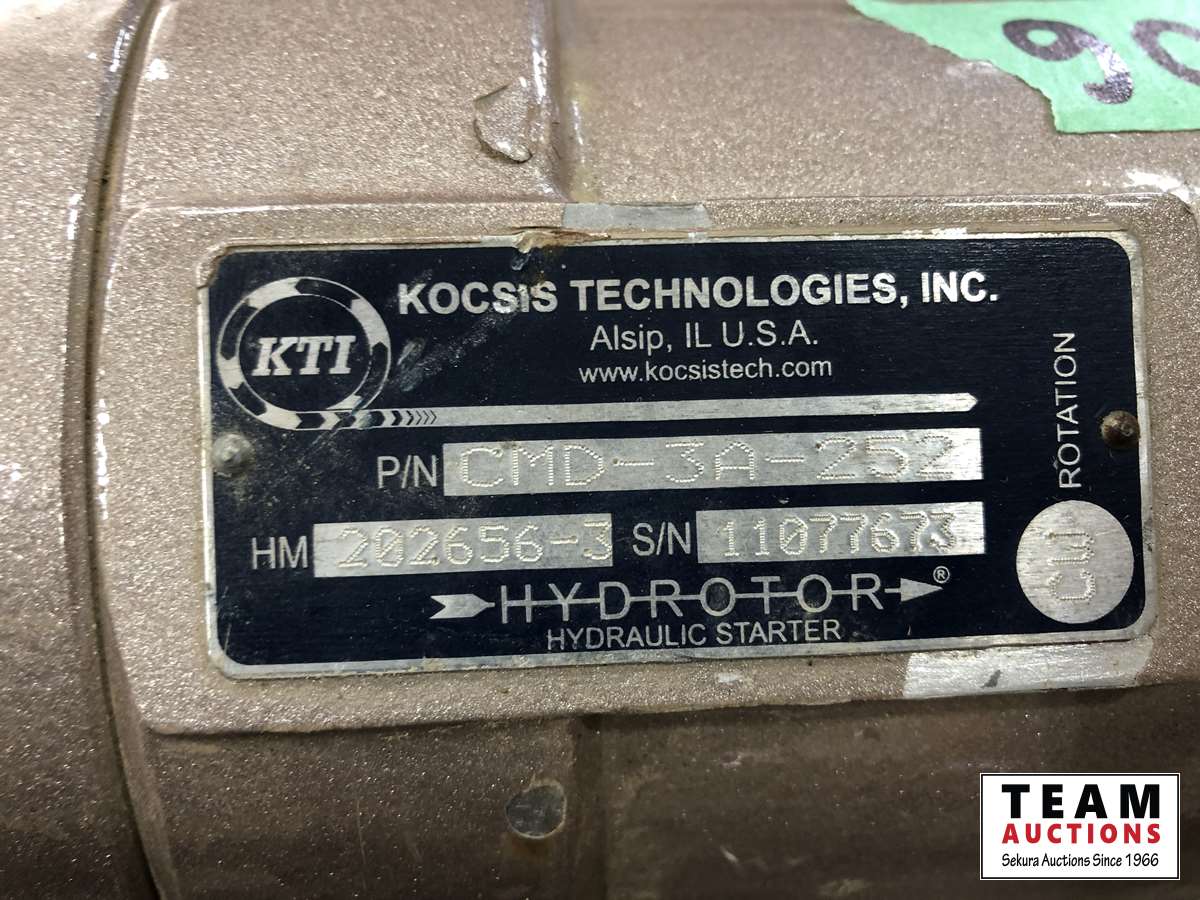 90
KTI
KOCSIS TECHNOLOGIES, INC.
Alsip, IL U.S.A.
www.kocsistech.com
P/N CMD-3A-252
HM 202656-3 S/N 11077673
CW ROTATION
HYDROTOR®
HYDRAULIC STARTER
TEAM
AUCTIONS
Sekura Auctions Since 1966